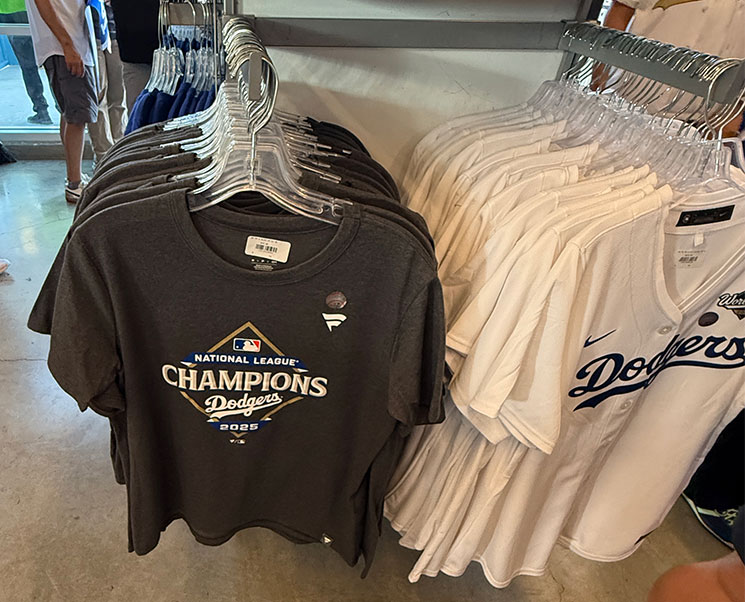 NATIONAL LEAGUE
CHAMPIONS
Dodgers
2025
Dodgers